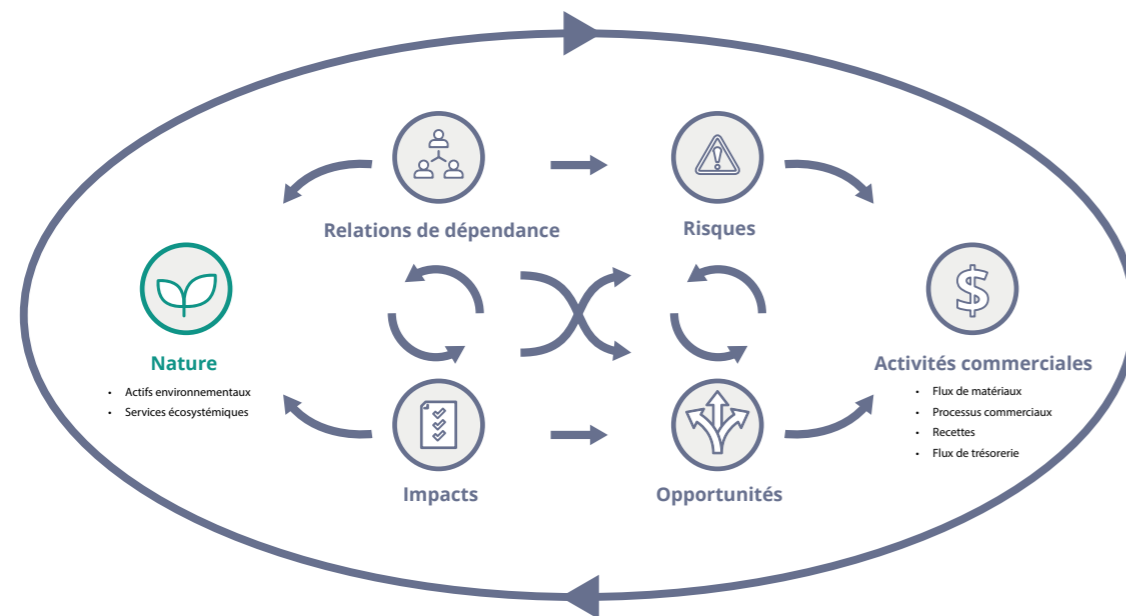 Relations de dépendance
Risques
Nature
• Actifs environnementaux
• Services écosystémiques
Activités commerciales
• Flux de matériaux
• Processus commerciaux
• Recettes
• Flux de trésorerie
Impacts
Opportunités